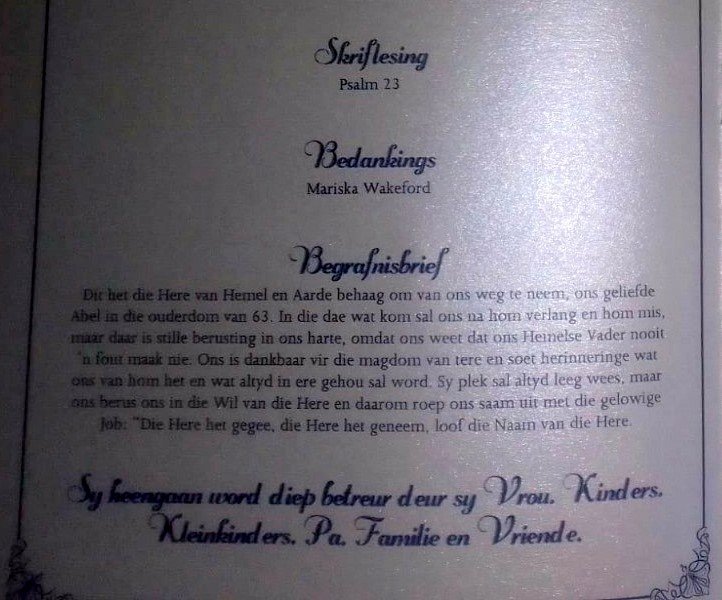 Skriflesing
Psalm 23
Bedankings
Mariska Wakeford
Begrafnisbrief
Dit het die Here van Hemel en Aarde behaag om van ons weg te neem, ons geliefde
Abel in die ouderdom van 63. In die dae wat kom sal ons na hom verlang en hom mis,
maar daar is stille berusting in ons harte, omdat ons weet dat ons Hemelse Vader nooit
'n fout maak nie. Ons is dankbaar vir die magdom van tere en soet herinneringe wat
ons van hom het en wat altyd in ere gehou sal word. Sy plek sal altyd leeg wees, maar
ons berus ons in die Wil van die Here en daarom roep ons saam uit met die gelowige
Job: "Die Here het gegee, die Here het geneem, loof die Naam van die Here.
Sy heengaan word diep betreur deur sy Vrou, Kinders,
Kleinkinders, Pa, Familie en Vriende.